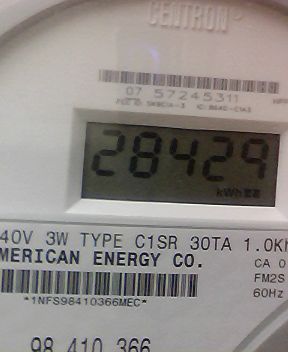 CENTRON
07 57245311
28429
kWh
40V 3W TYPE C1SR 30TA 1.0Kh
MERICAN ENERGY CO.
CA 0
FM2S
60Hz
*1NFS98410366MEC*
98 410 366